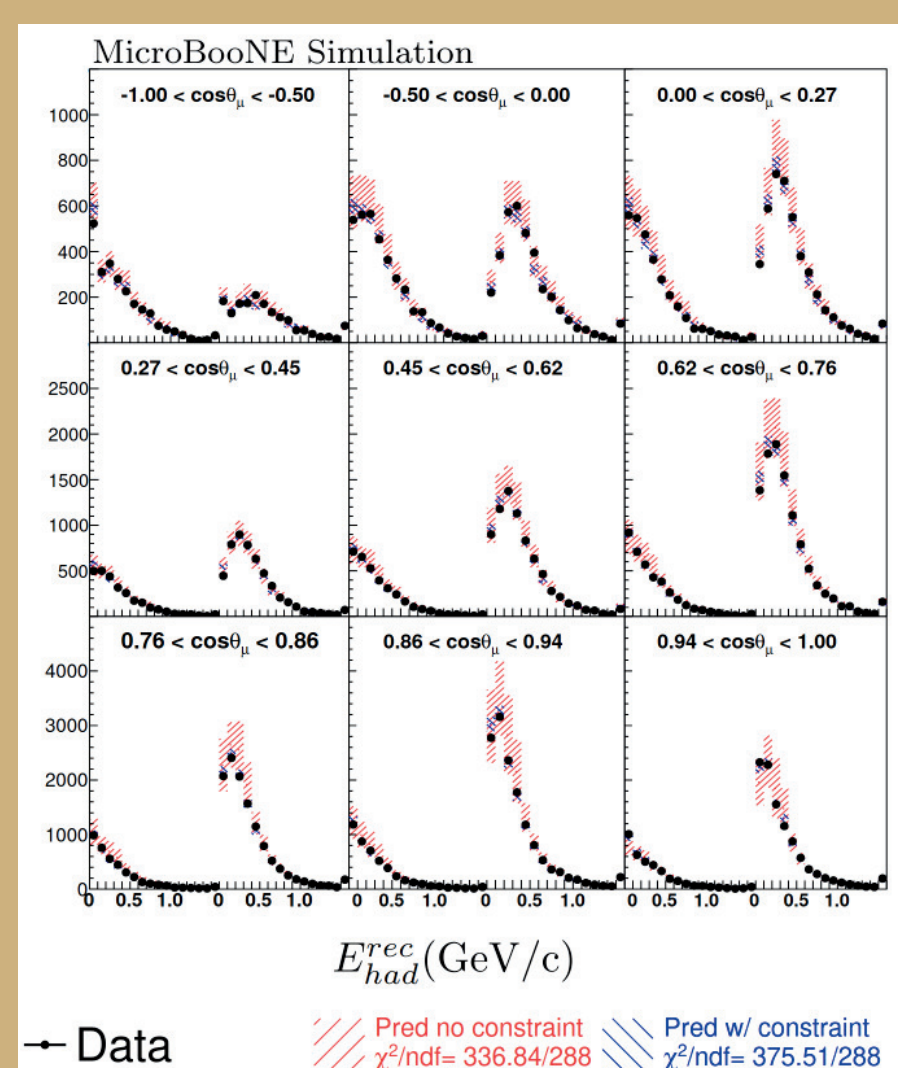 MicroBooNE Simulation
-1.00 < cosθμ < -0.50
-0.50 < cosθμ < 0.00
0.00 < cosθμ < 0.27
1000
800
600
400
200
0.27 < cosθμ < 0.45
0.45 < cosθμ < 0.62
0.62 < cosθμ < 0.76
2500
2000
1500
1000
500
0.76 < cosθμ < 0.86
0.86 < cosθμ < 0.94
0.94 < cosθμ < 1.00
4000
3000
2000
1000
0
0 0.5 1.0 0 0.5 1.0 0 0.5 1.0 0 0.5 1.0 0 0.5 1.0 0 0.5 1.0
E^{rec}_{had}(GeV/c)
Data
Pred no constraint
χ²/ndf= 336.84/288
Pred w/ constraint
χ²/ndf= 375.51/288